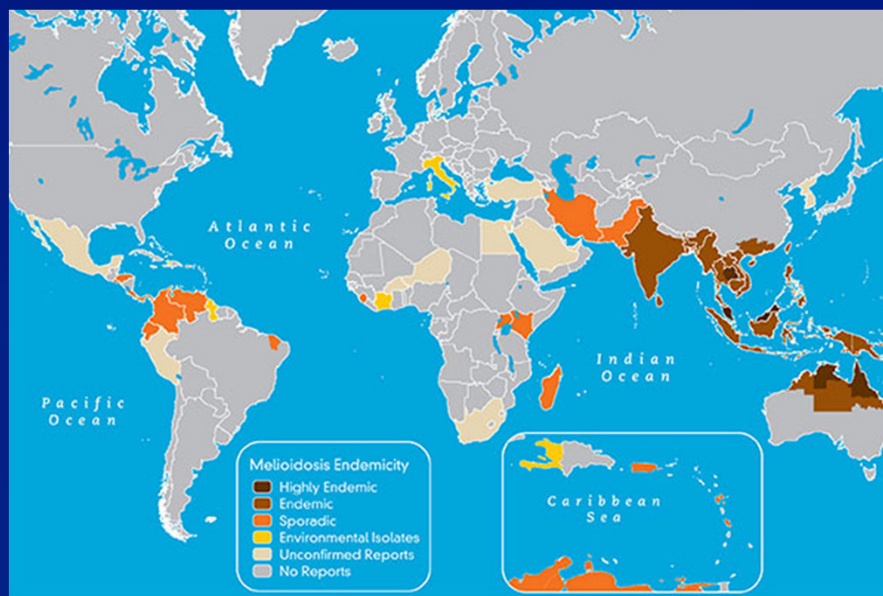 Atlantic
Ocean
Pacific
Ocean
Indian
Ocean
Melioidosis Endemicity
Highly Endemic
Endemic
Sporadic
Environmental Isolates
Unconfirmed Reports
No Reports
Caribbean
Sea